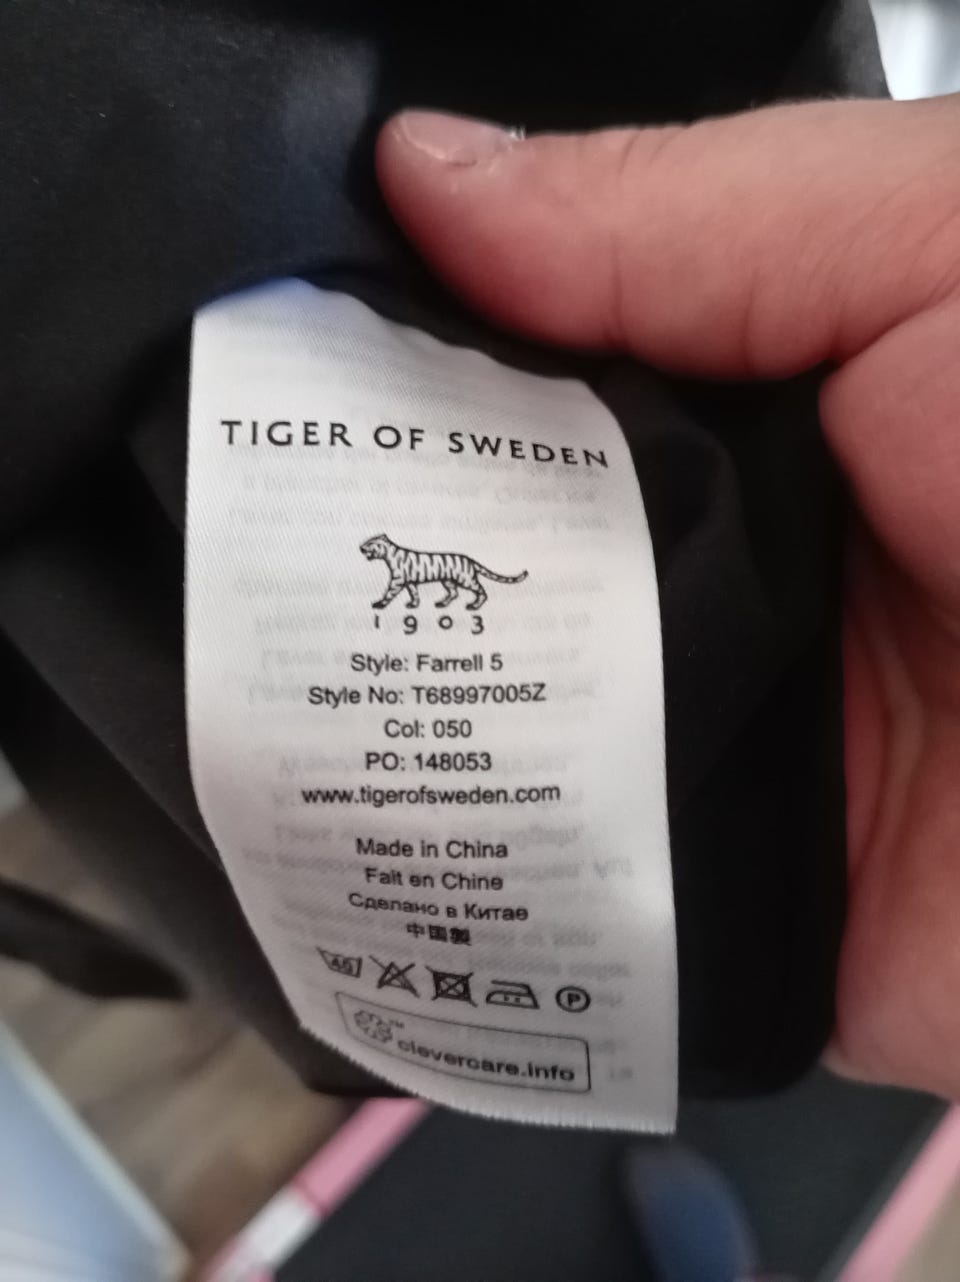 TIGER OF SWEDEN
1903
Style: Farrell 5
Style No: T68997005Z
Col: 050
PO: 148053
www.tigerofsweden.com
Made in China
Fait en Chine
Сделано в Китае
中国製
40
P
clevercare.info